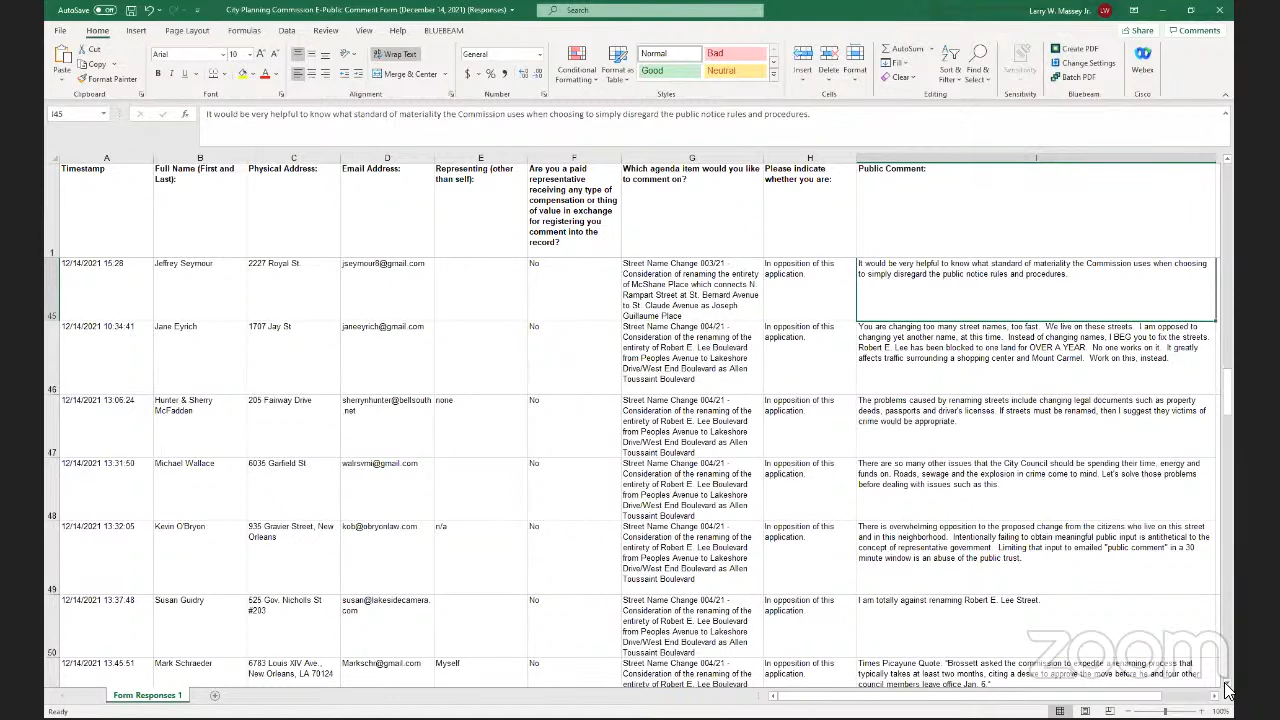 AutoSave Off City Planning Commission E-Public Comment Form (December 14, 2021) (Responses) Search Larry W. Massey Jr. LW
File Home Insert Page Layout Formulas Data Review View Help BLUEBEAM Share Comments
Paste
Cut
Copy
Format Painter
Clipboard
Arial 10
B I U
Font
Wrap Text
Merge & Center
Alignment
General
$ % ,
Number
Conditional
Formatting
Format as
Table
Normal Bad
Good Neutral
Styles
Insert Delete Format
Cells
AutoSum
Fill
Clear
Sort &
Filter
Find &
Select
Editing
Sensitivity
Sensitivity
Create PDF
Change Settings
Batch PDF
Bluebeam
Webex
Cisco
I45 fx It would be very helpful to know what standard of materiality the Commission uses when choosing to simply disregard the public notice rules and procedures.
A B C D E F G H I
1
Timestamp
Full Name (First and
Last):
Physical Address:
Email Address:
Representing (other
than self):
Are you a paid
representative
receiving any type of
compensation or thing
of value in exchange
for registering you
comment into the
record?
Which agenda item would you like
to comment on?
Please indicate
whether you are:
Public Comment:
45
12/14/2021 15:28
Jeffrey Seymour
2227 Royal St.
jseymour8@gmail.com
No
Street Name Change 003/21 -
Consideration of renaming the entirety
of McShane Place which connects N.
Rampart Street at St. Bernard Avenue
to St. Claude Avenue as Joseph
Guillaume Place
In opposition of this
application.
It would be very helpful to know what standard of materiality the Commission uses when choosing
to simply disregard the public notice rules and procedures.
46
12/14/2021 10:34:41
Jane Eyrich
1707 Jay St
janeeyrich@gmail.com
No
Street Name Change 004/21 -
Consideration of the renaming of the
entirety of Robert E. Lee Boulevard
from Peoples Avenue to Lakeshore
Drive/West End Boulevard as Allen
Toussaint Boulevard
In opposition of this
application.
You are changing too many street names, too fast. We live on these streets. I am opposed to
changing yet another name, at this time. Instead of changing names, I BEG you to fix the streets.
Robert E. Lee has been blocked to one land for OVER A YEAR. No one works on it. It greatly
affects traffic surrounding a shopping center and Mount Carmel. Work on this, instead.
47
12/14/2021 13:06:24
Hunter & Sherry
McFadden
205 Fairway Drive
sherrynhunter@bellsouth
.net
none
No
Street Name Change 004/21 -
Consideration of the renaming of the
entirety of Robert E. Lee Boulevard
from Peoples Avenue to Lakeshore
Drive/West End Boulevard as Allen
Toussaint Boulevard
In opposition of this
application.
The problems caused by renaming streets include changing legal documents such as property
deeds, passports and driver's licenses. If streets must be renamed, then I suggest they victims of
crime would be appropriate.
48
12/14/2021 13:31:50
Michael Wallace
6035 Garfield St
walrsvmi@gmail.com
No
Street Name Change 004/21 -
Consideration of the renaming of the
entirety of Robert E. Lee Boulevard
from Peoples Avenue to Lakeshore
Drive/West End Boulevard as Allen
Toussaint Boulevard
In opposition of this
application.
There are so many other issues that the City Council should be spending their time, energy and
funds on. Roads, sewage and the explosion in crime come to mind. Let's solve those problems
before dealing with issues such as this.
49
12/14/2021 13:32:05
Kevin O'Bryon
935 Gravier Street, New
Orleans
kob@obryonlaw.com
n/a
No
Street Name Change 004/21 -
Consideration of the renaming of the
entirety of Robert E. Lee Boulevard
from Peoples Avenue to Lakeshore
Drive/West End Boulevard as Allen
Toussaint Boulevard
In opposition of this
application.
There is overwhelming opposition to the proposed change from the citizens who live on this street
and in this neighborhood. Intentionally failing to obtain meaningful public input is antithetical to the
concept of representative government. Limiting that input to emailed "public comment" in a 30
minute window is an abuse of the public trust.
50
12/14/2021 13:37:48
Susan Guidry
525 Gov. Nicholls St
#203
susan@lakesidecamera.
com
No
Street Name Change 004/21 -
Consideration of the renaming of the
entirety of Robert E. Lee Boulevard
from Peoples Avenue to Lakeshore
Drive/West End Boulevard as Allen
Toussaint Boulevard
In opposition of this
application.
I am totally against renaming Robert E. Lee Street.
12/14/2021 13:45:51
Mark Schraeder
6783 Louis XIV Ave.,
New Orleans, LA 70124
Markschr@gmail.com
Myself
No
Street Name Change 004/21 -
Consideration of the renaming of the
entirety of Robert E. Lee Boulevard
In opposition of this
application.
Times Picayune Quote. "Brossett asked the commission to expedite a renaming process that
typically takes at least two months, citing a desire to approve the move before he and four other
council members leave office Jan. 6."
zoom
Form Responses 1
Ready 100%